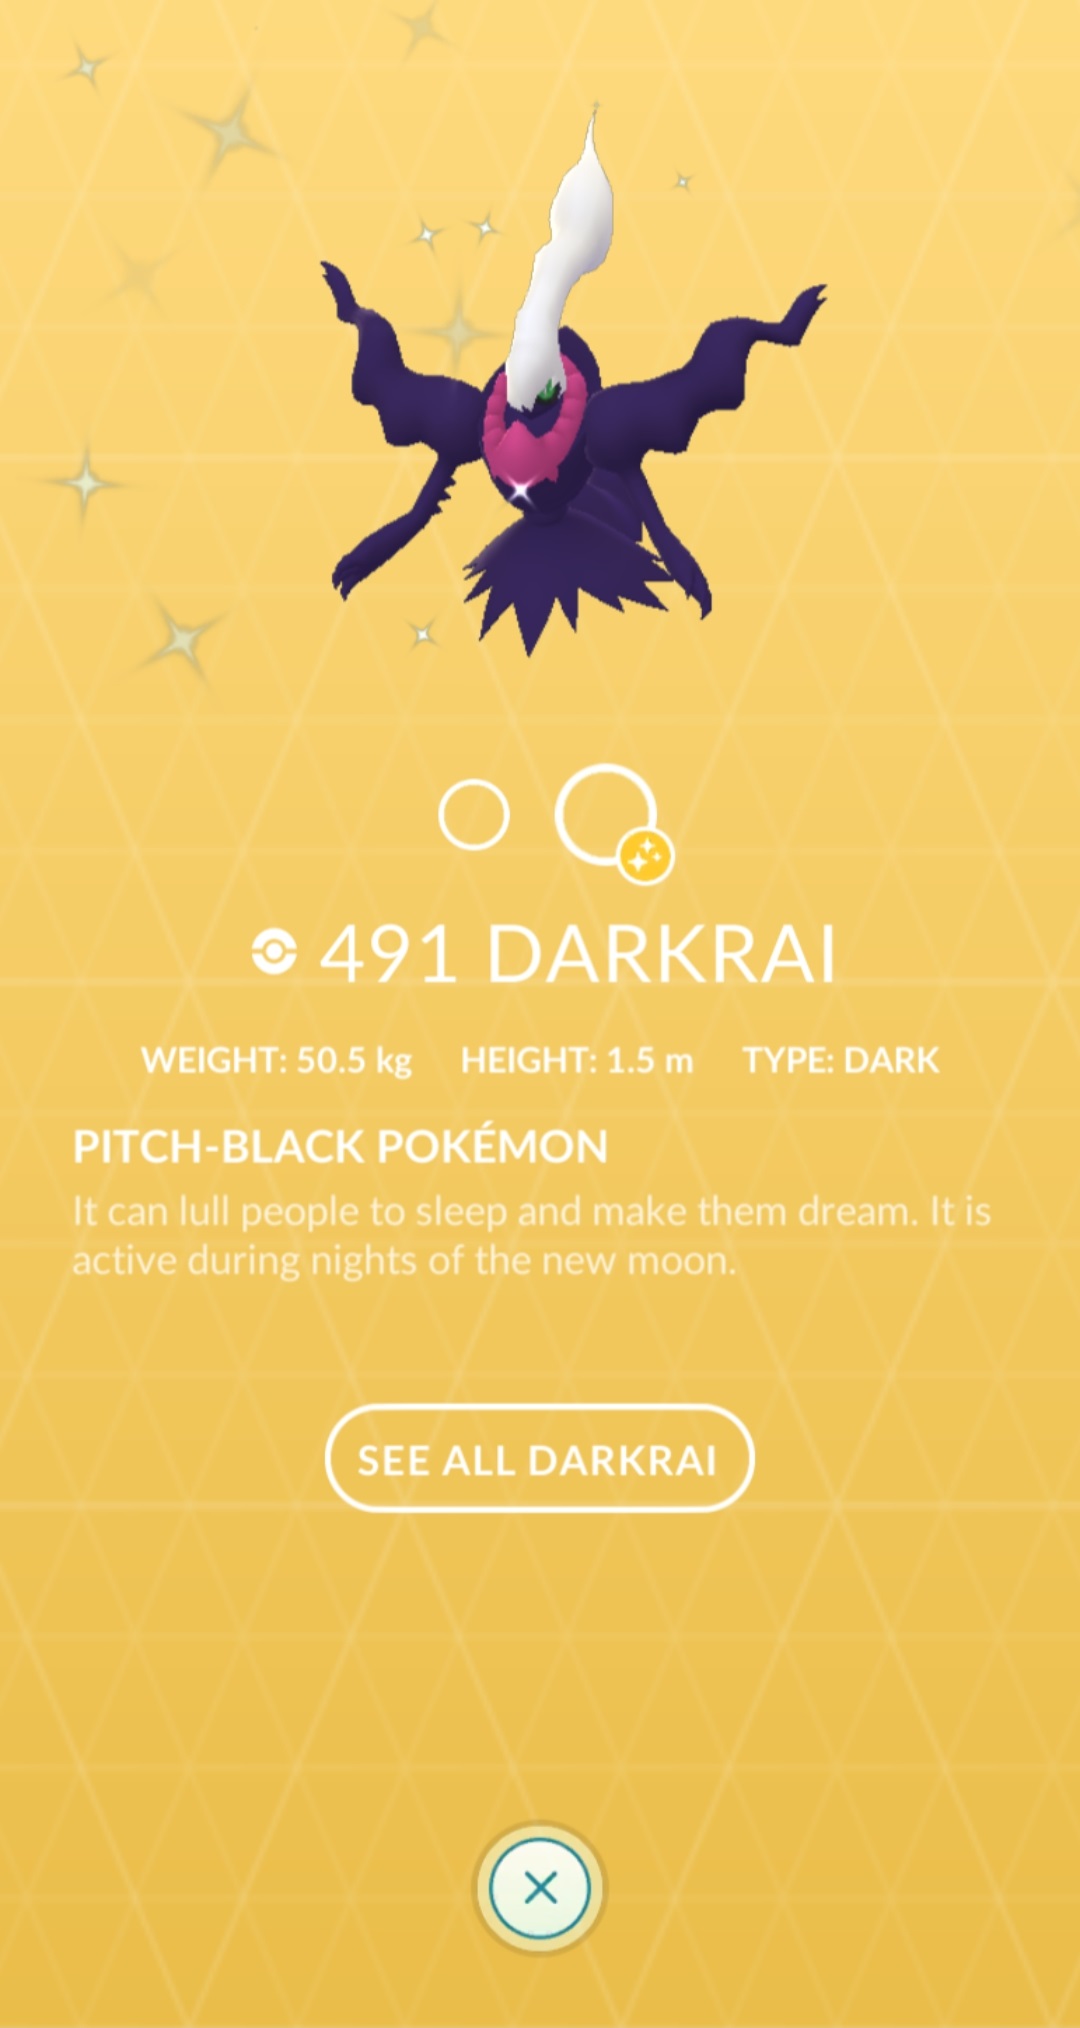 491 DARKRAI
WEIGHT: 50.5 kg HEIGHT: 1.5 m TYPE: DARK
PITCH-BLACK POKÉMON
It can lull people to sleep and make them dream. It is
active during nights of the new moon.
SEE ALL DARKRAI